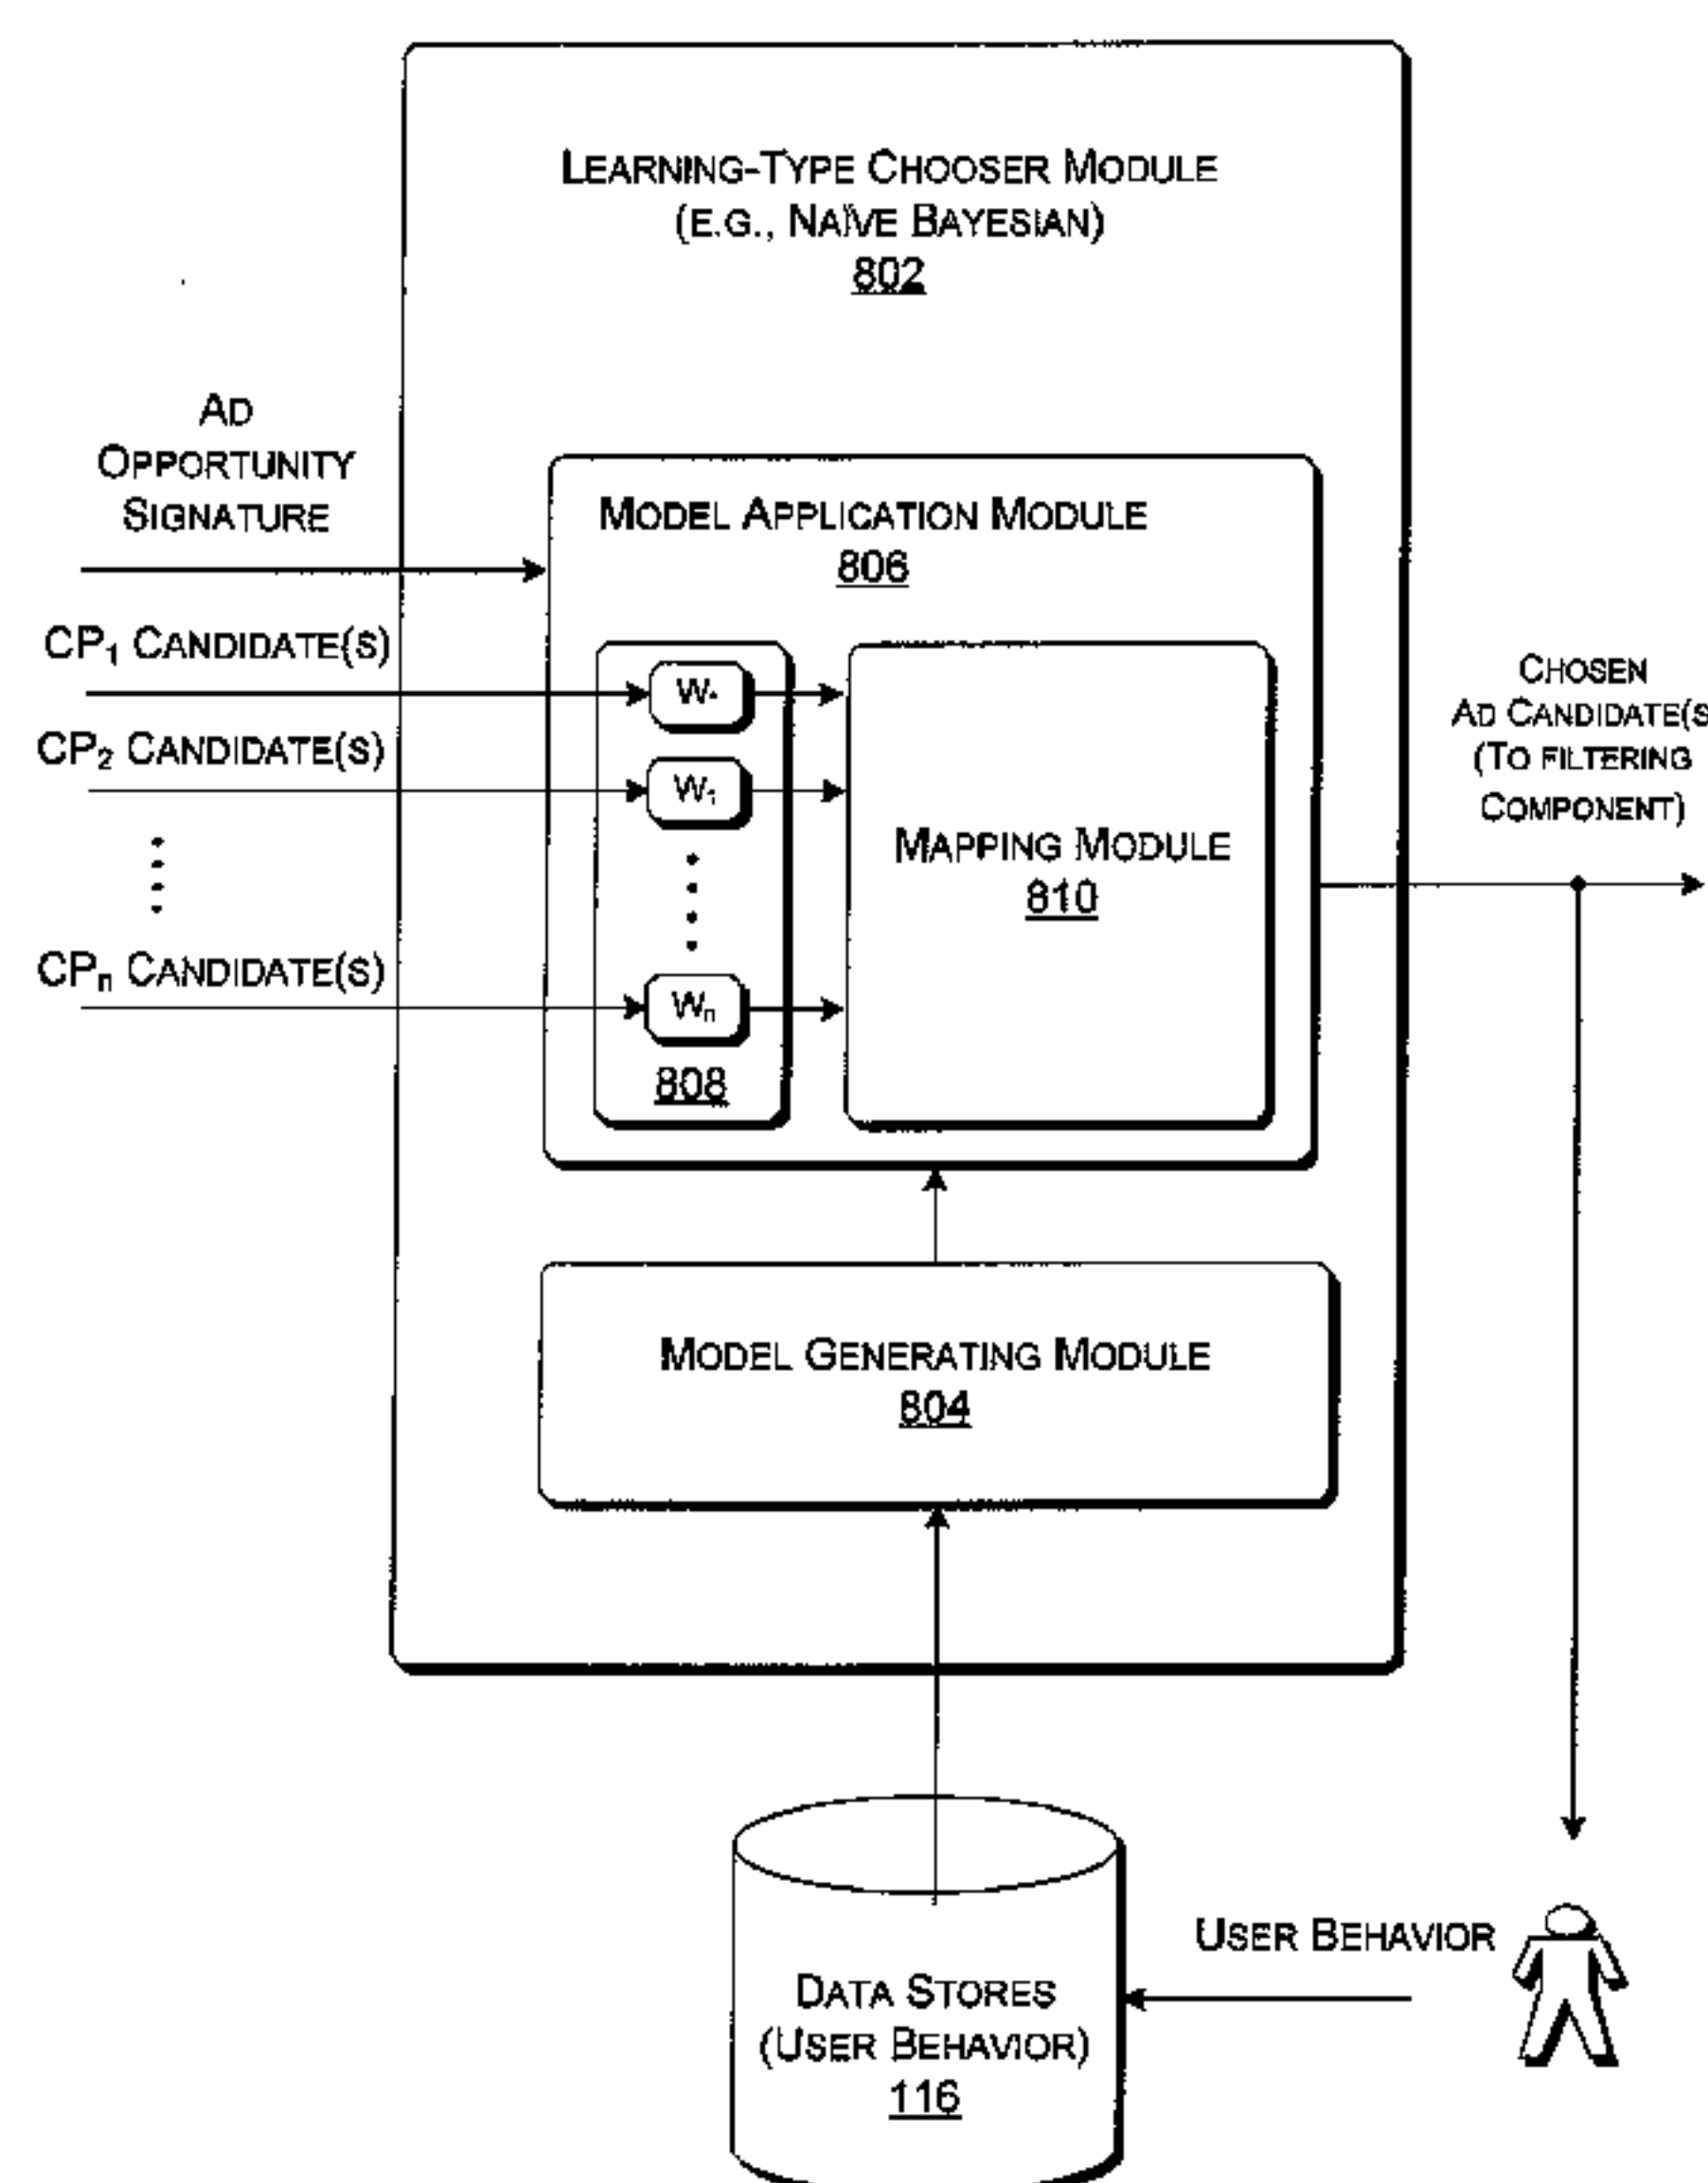 LEARNING-TYPE CHOOSER MODULE
(E.G., NAÏVE BAYESIAN)
802
AD
OPPORTUNITY
SIGNATURE
MODEL APPLICATION MODULE
806
CP₁ CANDIDATE(S)
CP₂ CANDIDATE(S)
CPₙ CANDIDATE(S)
W₁
Wₙ
808
MAPPING MODULE
810
CHOSEN
AD CANDIDATE(S
(TO FILTERING
COMPONENT)
MODEL GENERATING MODULE
804
USER BEHAVIOR
DATA STORES
(USER BEHAVIOR)
116